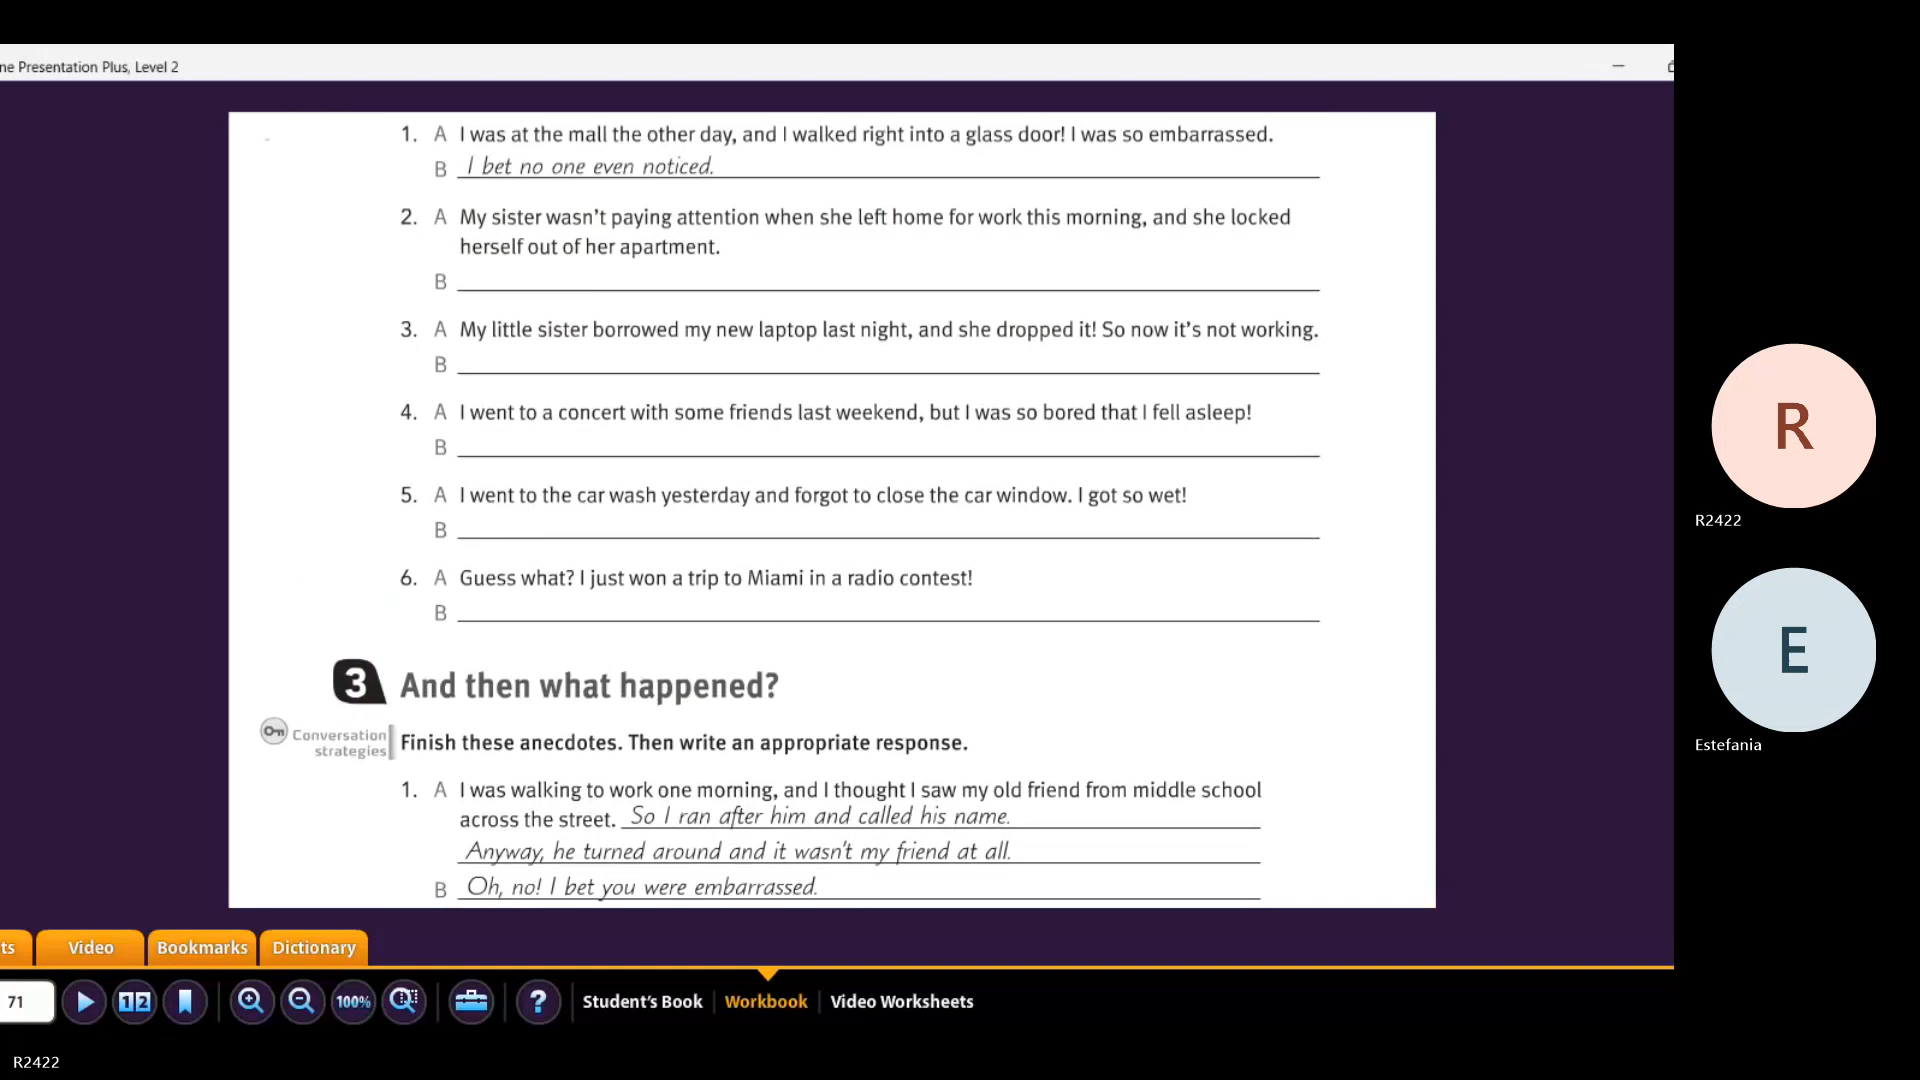 ne Presentation Plus, Level 2
1. A I was at the mall the other day, and I walked right into a glass door! I was so embarrassed.
B I bet no one even noticed.
2. A My sister wasn't paying attention when she left home for work this morning, and she locked
herself out of her apartment.
B
3. A My little sister borrowed my new laptop last night, and she dropped it! So now it's not working.
B
4. A I went to a concert with some friends last weekend, but I was so bored that I fell asleep!
B
5. A I went to the car wash yesterday and forgot to close the car window. I got so wet!
B
6. A Guess what? I just won a trip to Miami in a radio contest!
B
3 And then what happened?
Conversation
strategies
Finish these anecdotes. Then write an appropriate response.
1. A I was walking to work one morning, and I thought I saw my old friend from middle school
across the street. So I ran after him and called his name.
Anyway, he turned around and it wasn't my friend at all.
B Oh, no! I bet you were embarrassed.
R
R2422
E
Estefania
ts Video Bookmarks Dictionary
71 12 100% ? Student's Book Workbook Video Worksheets
R2422